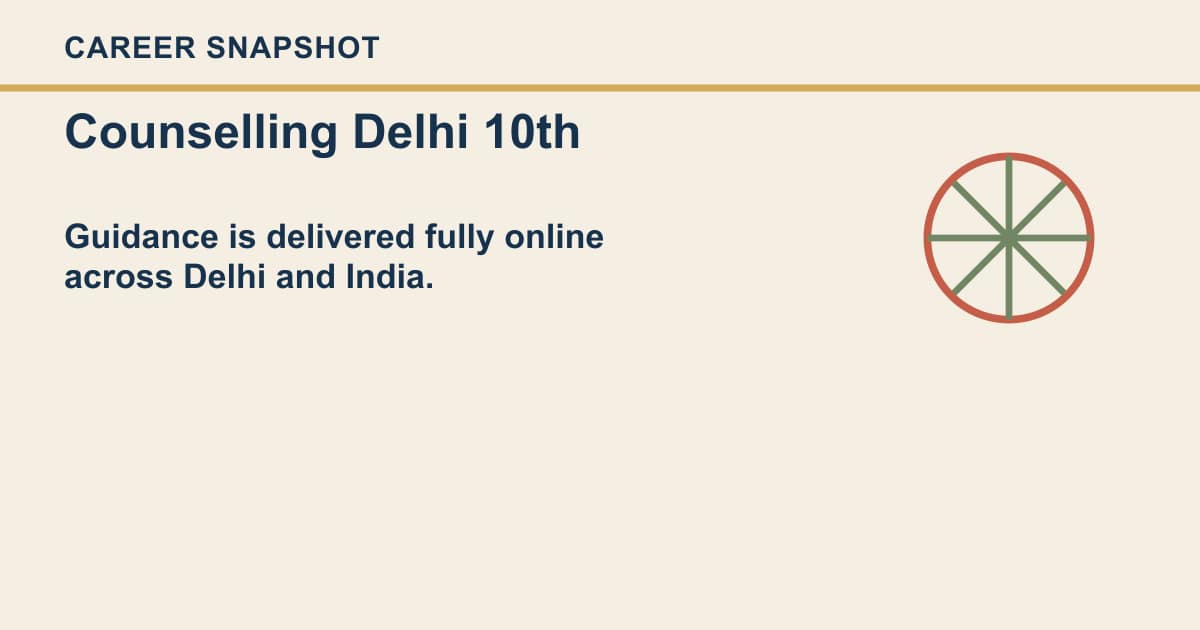 CAREER SNAPSHOT
Counselling Delhi 10th
Guidance is delivered fully online
across Delhi and India.